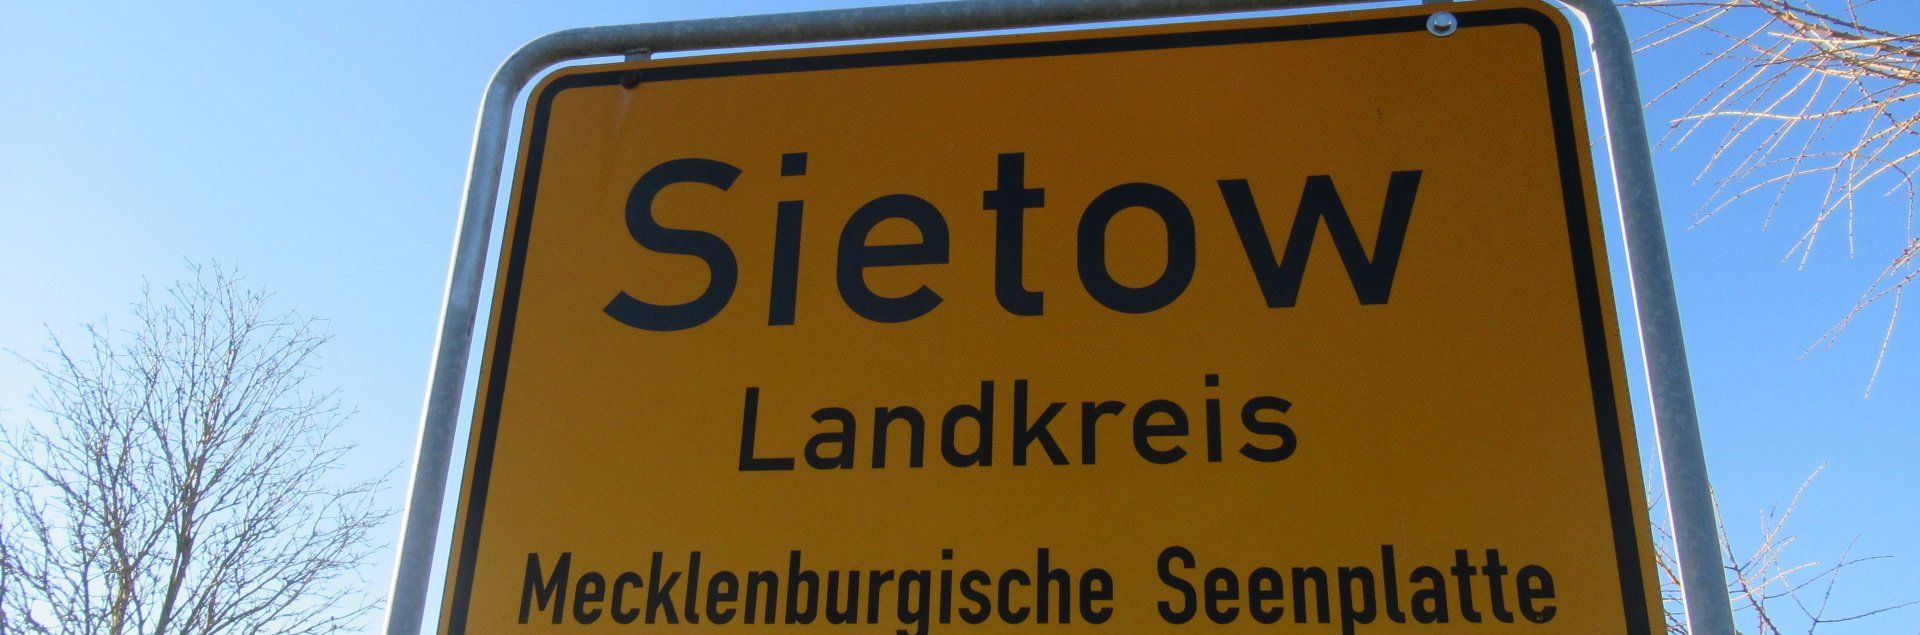 Sietow
Landkreis
Mecklenburgische Seenplatte